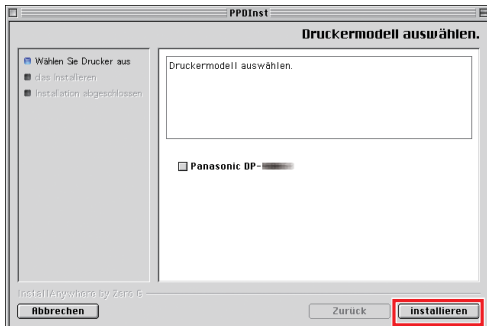 PPDInst
Druckermodell auswählen.
Wählen Sie Drucker aus
das Installieren
Installation abgeschlossen
Druckermodell auswählen.
Panasonic DP-
InstallAnywhere by Zero G
Abbrechen
Zurück
installieren